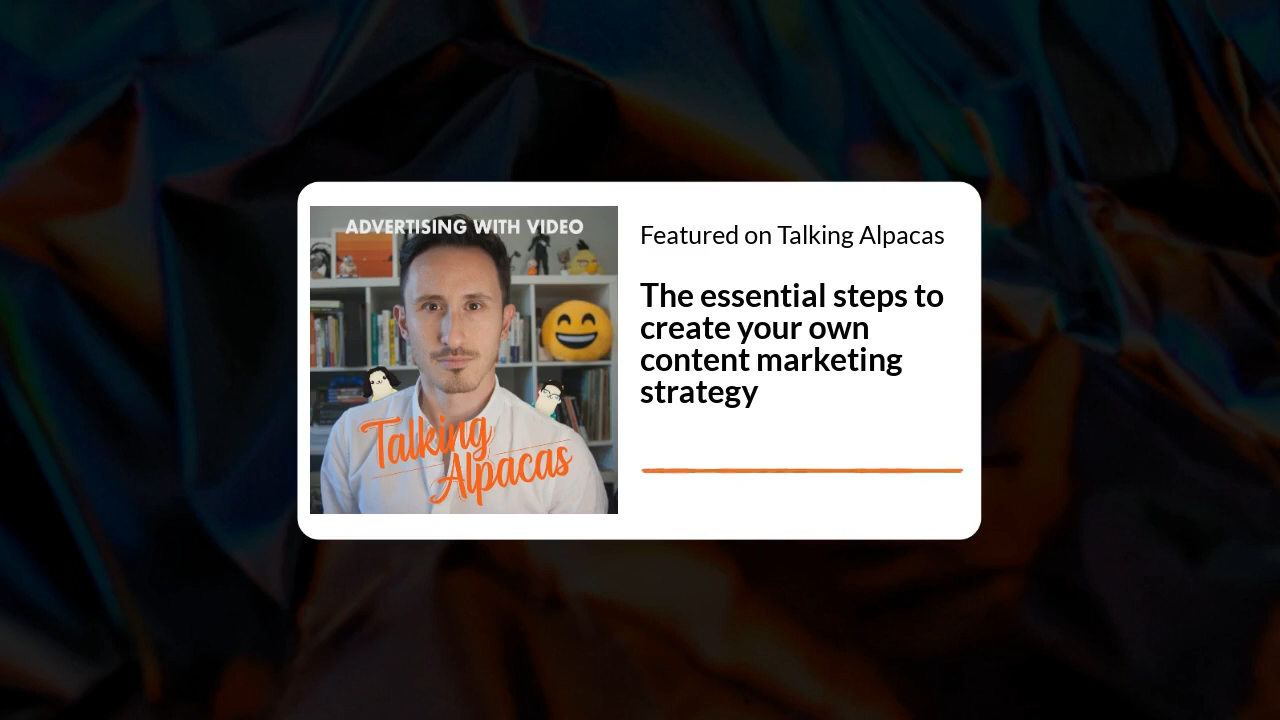 ADVERTISING WITH VIDEO
Talking
Alpacas
Featured on Talking Alpacas
The essential steps to
create your own
content marketing
strategy